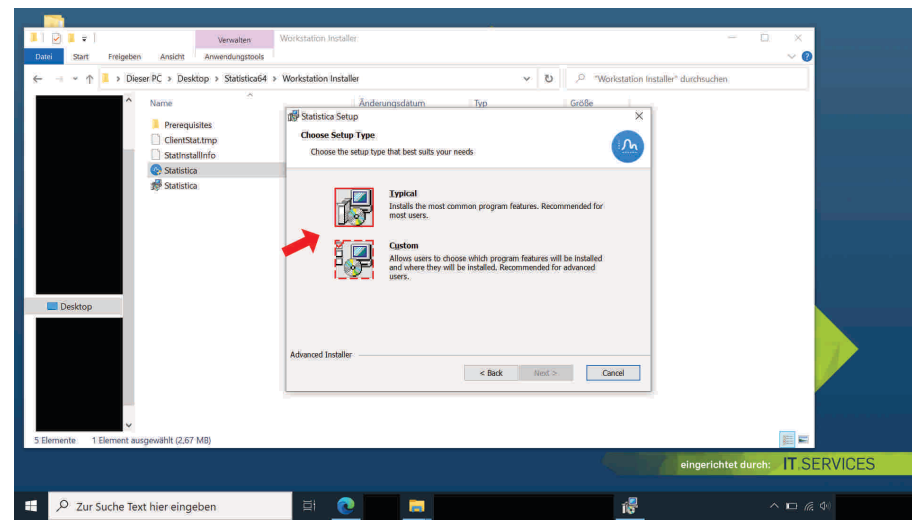 Verwalten
Workstation Installer
Datei Start Freigeben Ansicht Anwendungstools
Dieser PC > Desktop > Statistica64 > Workstation Installer
"Workstation Installer" durchsuchen
Name Änderungsdatum Typ Größe
Prerequisites
ClientStat.tmp
StatInstallInfo
Statistica
Statistica
Desktop
5 Elemente 1 Element ausgewählt (2,67 MB)
Statistica Setup
Choose Setup Type
Choose the setup type that best suits your needs
Typical
Installs the most common program features. Recommended for
most users.
Custom
Allows users to choose which program features will be installed
and where they will be installed. Recommended for advanced
users.
Advanced Installer
< Back Next > Cancel
eingerichtet durch: IT.SERVICES
Zur Suche Text hier eingeben